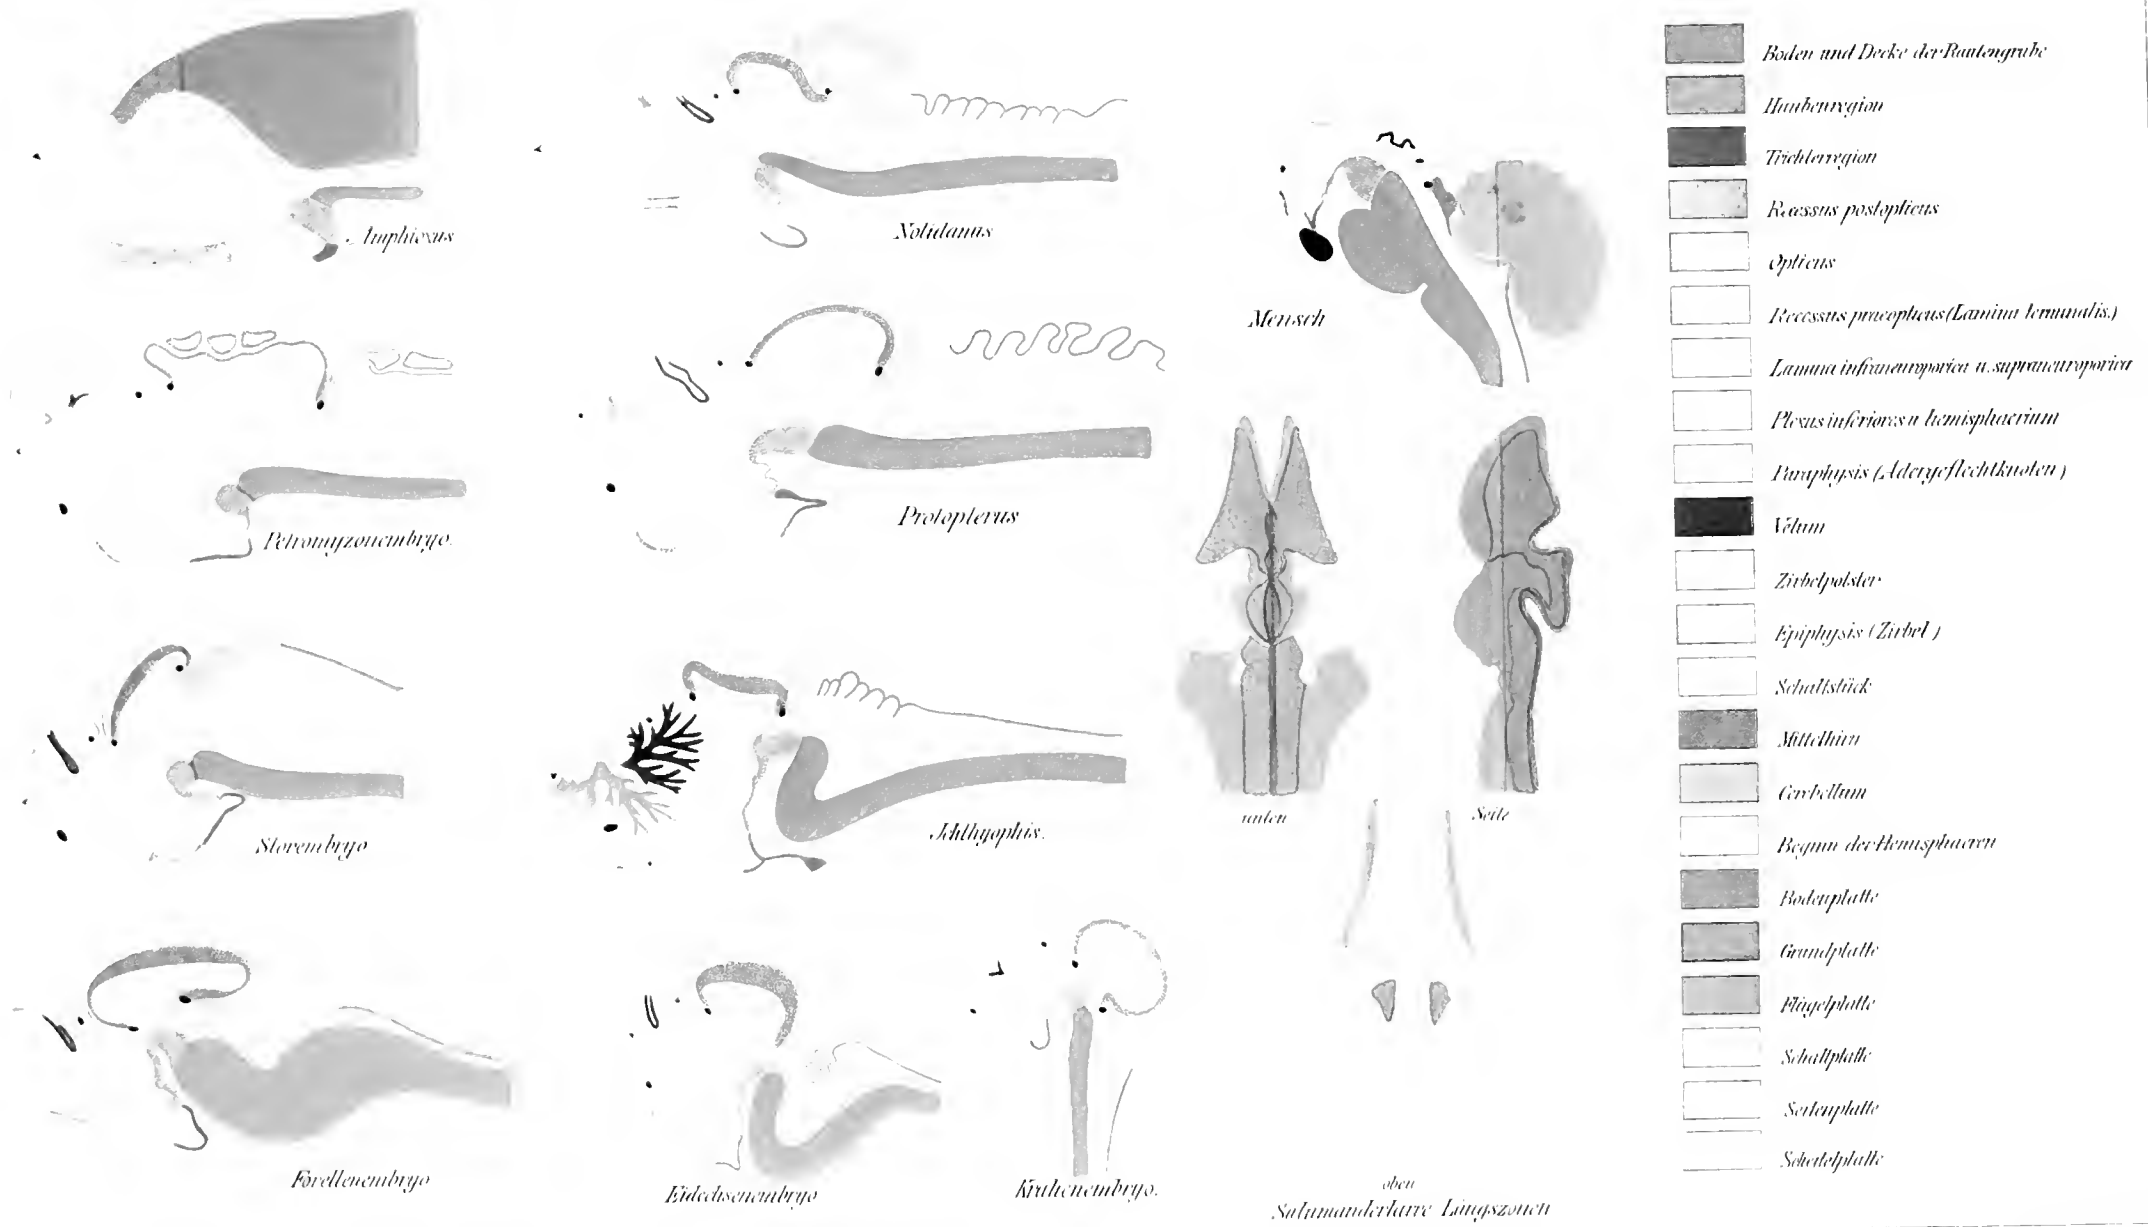 Amphioxus
Notidanus
Mensch
Petromyzonembryo.
Protopterus
Storembryo
Ichthyophis.
unten
Seite
Forellenembryo
Eidechsenembryo
Krähenembryo.
oben
Salamanderlarve Längszonen
Boden und Decke der Rautengrube
Haubenregion
Trichterregion
Recessus postopticus
Opticus
Recessus praeopticus (Lamina terminalis.)
Lamina infraneuroporica u. supraneuroporica
Plexus inferiores u hemisphaerium
Paraphysis (Adergeflechtknoten)
Velum
Zirbelpolster
Epiphysis (Zirbel)
Schaltstück
Mittelhirn
Cerebellum
Beginn der Hemisphaeren
Bodenplatte
Grundplatte
Flügelplatte
Schaltplatte
Seitenplatte
Scheitelplatte